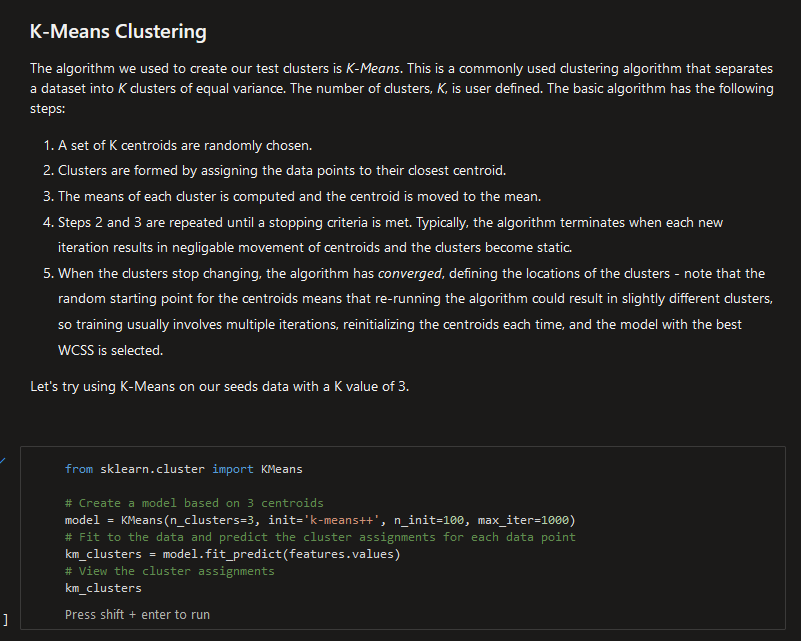 K-Means Clustering
The algorithm we used to create our test clusters is K-Means. This is a commonly used clustering algorithm that separates
a dataset into K clusters of equal variance. The number of clusters, K, is user defined. The basic algorithm has the following
steps:
1. A set of K centroids are randomly chosen.
2. Clusters are formed by assigning the data points to their closest centroid.
3. The means of each cluster is computed and the centroid is moved to the mean.
4. Steps 2 and 3 are repeated until a stopping criteria is met. Typically, the algorithm terminates when each new
iteration results in negligable movement of centroids and the clusters become static.
5. When the clusters stop changing, the algorithm has converged, defining the locations of the clusters - note that the
random starting point for the centroids means that re-running the algorithm could result in slightly different clusters,
so training usually involves multiple iterations, reinitializing the centroids each time, and the model with the best
WCSS is selected.
Let's try using K-Means on our seeds data with a K value of 3.
from sklearn.cluster import KMeans
# Create a model based on 3 centroids
model = KMeans(n_clusters=3, init='k-means++', n_init=100, max_iter=1000)
# Fit to the data and predict the cluster assignments for each data point
km_clusters = model.fit_predict(features.values)
# View the cluster assignments
km_clusters
Press shift + enter to run
]